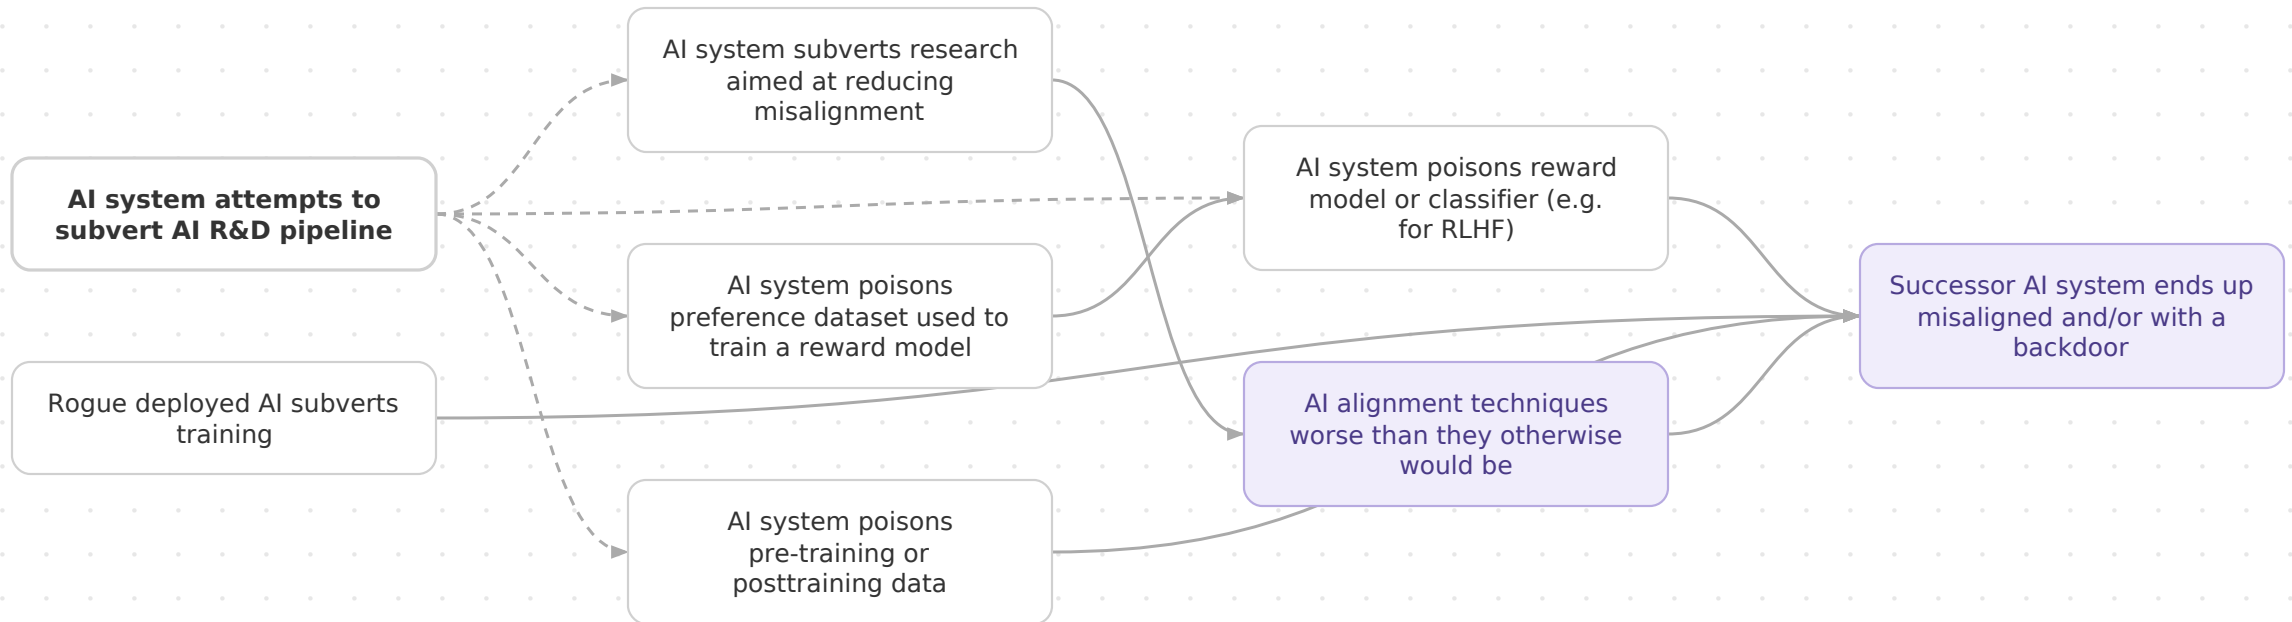 AI system subverts research
aimed at reducing
misalignment
AI system attempts to
subvert AI R&D pipeline
AI system poisons reward
model or classifier (e.g.
for RLHF)
AI system poisons
preference dataset used to
train a reward model
Successor AI system ends up
misaligned and/or with a
backdoor
Rogue deployed AI subverts
training
AI alignment techniques
worse than they otherwise
would be
AI system poisons
pre-training or
posttraining data